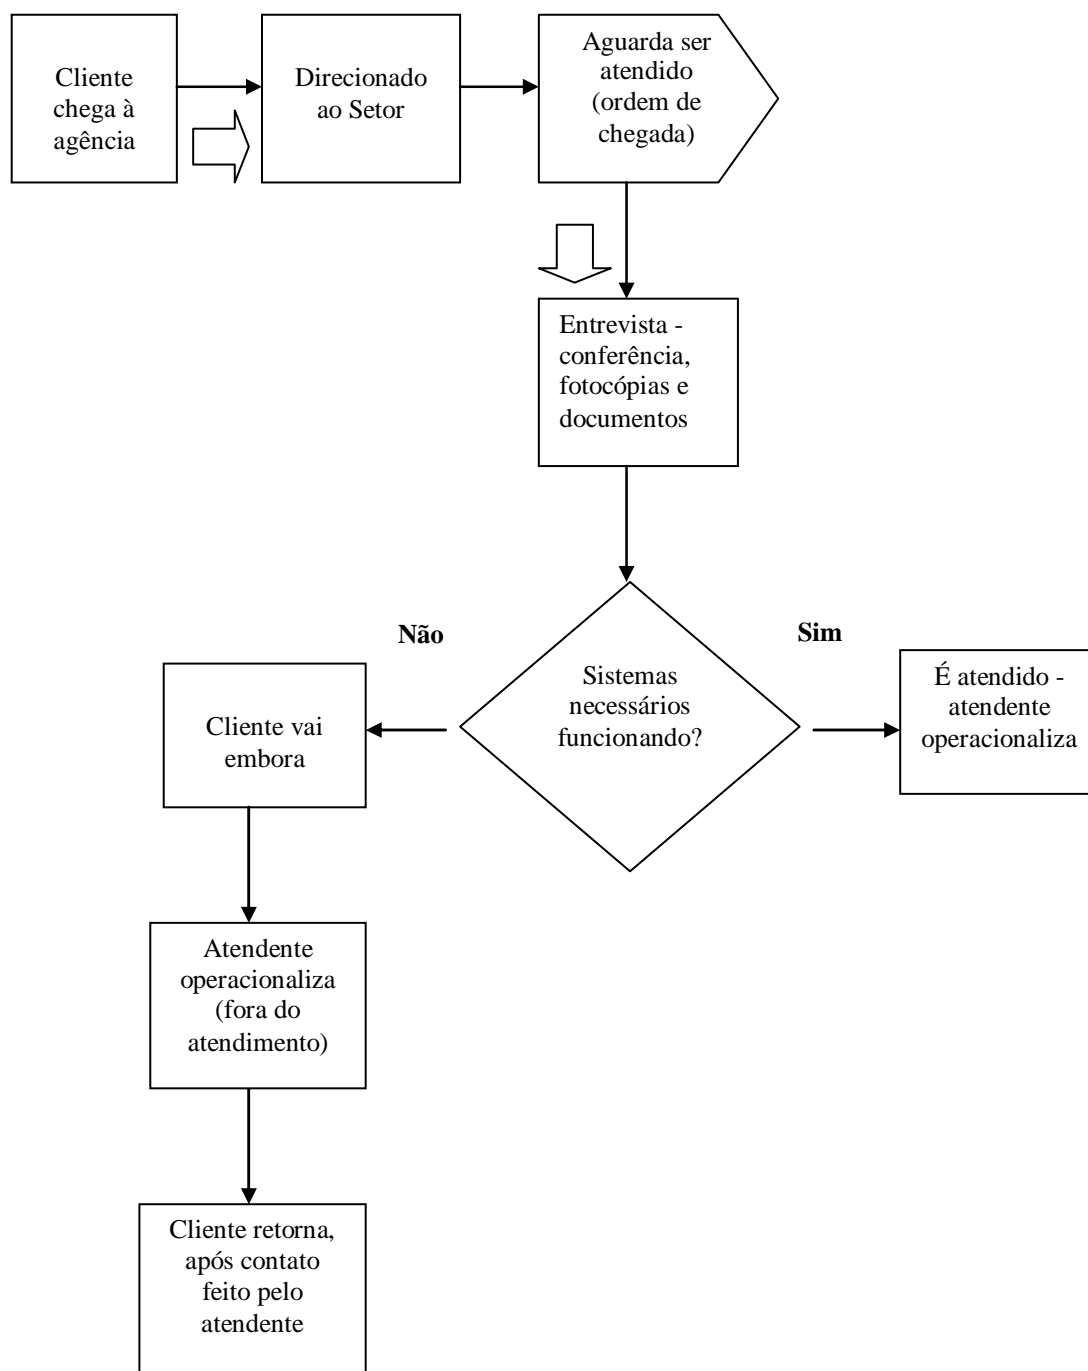 Cliente
chega à
agência
Direcionado
ao Setor
Aguarda ser
atendido
(ordem de
chegada)
Entrevista -
conferência,
fotocópias e
documentos
Sistemas
necessários
funcionando?
Não
Sim
É atendido -
atendente
operacionaliza
Cliente vai
embora
Atendente
operacionaliza
(fora do
atendimento)
Cliente retorna,
após contato
feito pelo
atendente